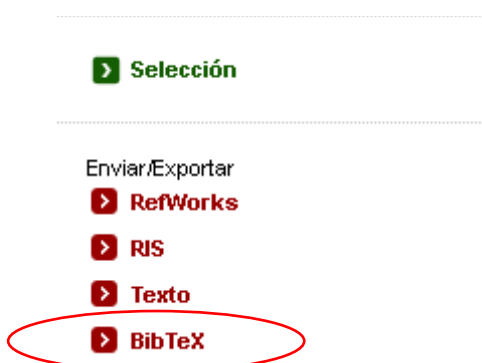 Selección
Enviar/Exportar
RefWorks
RIS
Texto
BibTeX